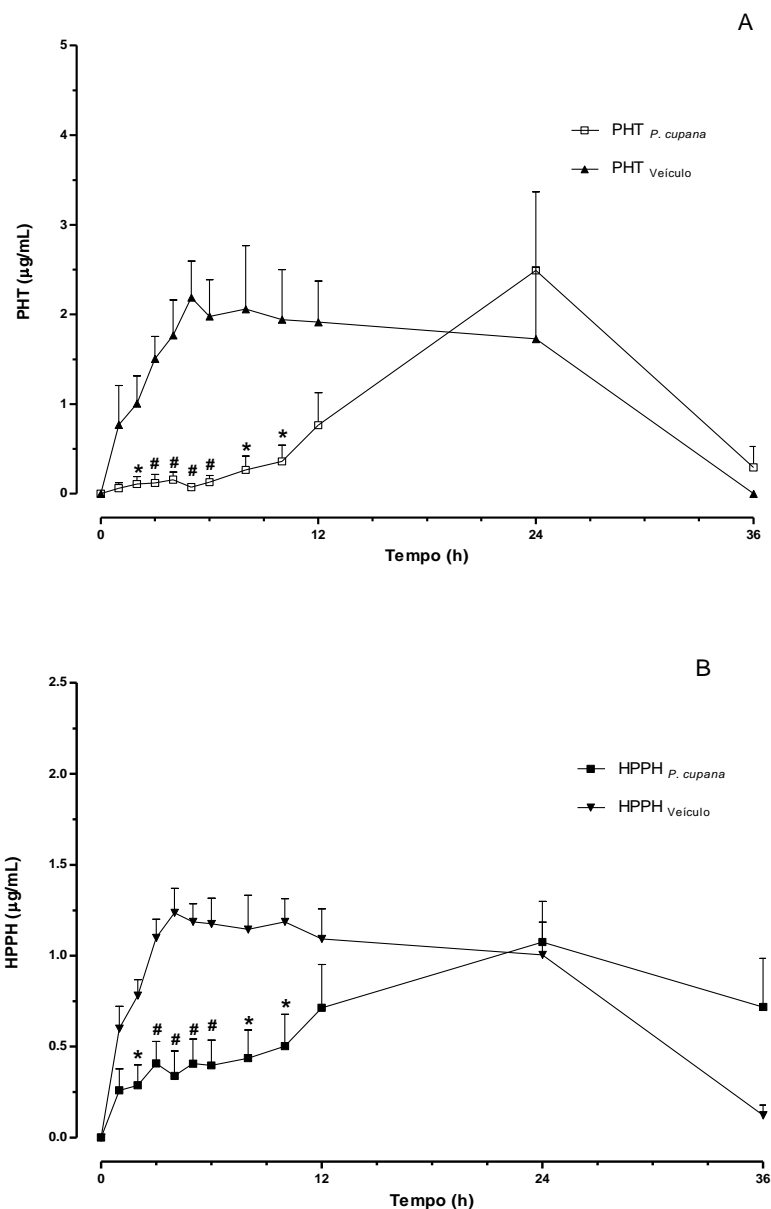 A
5
4
3
2
1
0
PHT (µg/mL)
PHT P. cupana
PHT Veículo
* # # # # * *
0 12 24 36
Tempo (h)
B
2.5
2.0
1.5
1.0
0.5
0.0
HPPH (µg/mL)
HPPH P. cupana
HPPH Veículo
* # # # # * *
0 12 24 36
Tempo (h)